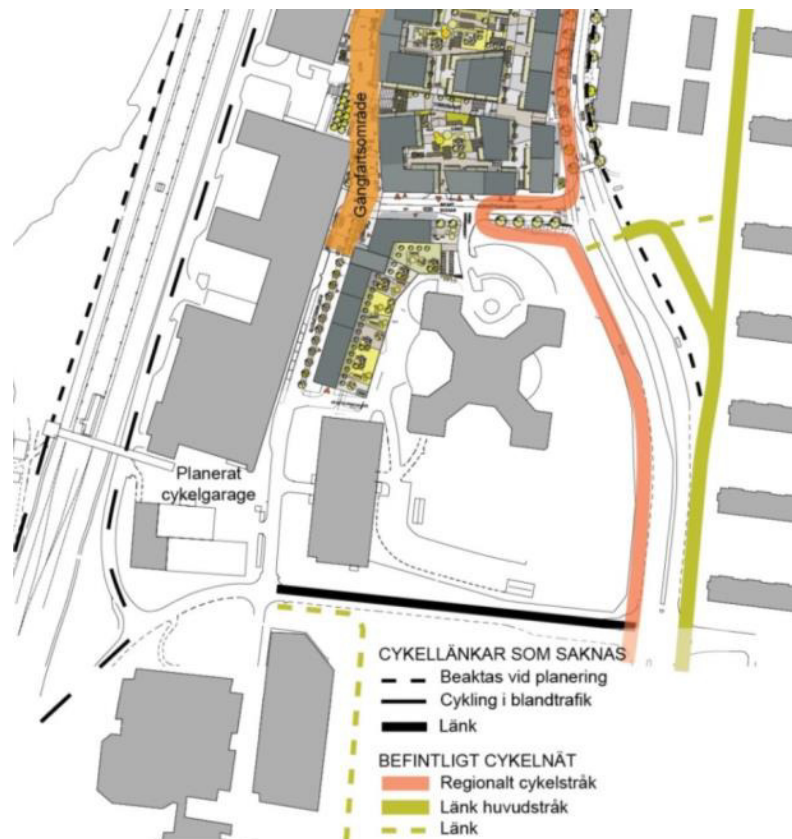 Gångfartsområde
Planerat
cykelgarage
CYKELLÄNKAR SOM SAKNAS
Beaktas vid planering
Cykling i blandtrafik
Länk
BEFINTLIGT CYKELNÄT
Regionalt cykelstråk
Länk huvudstråk
Länk